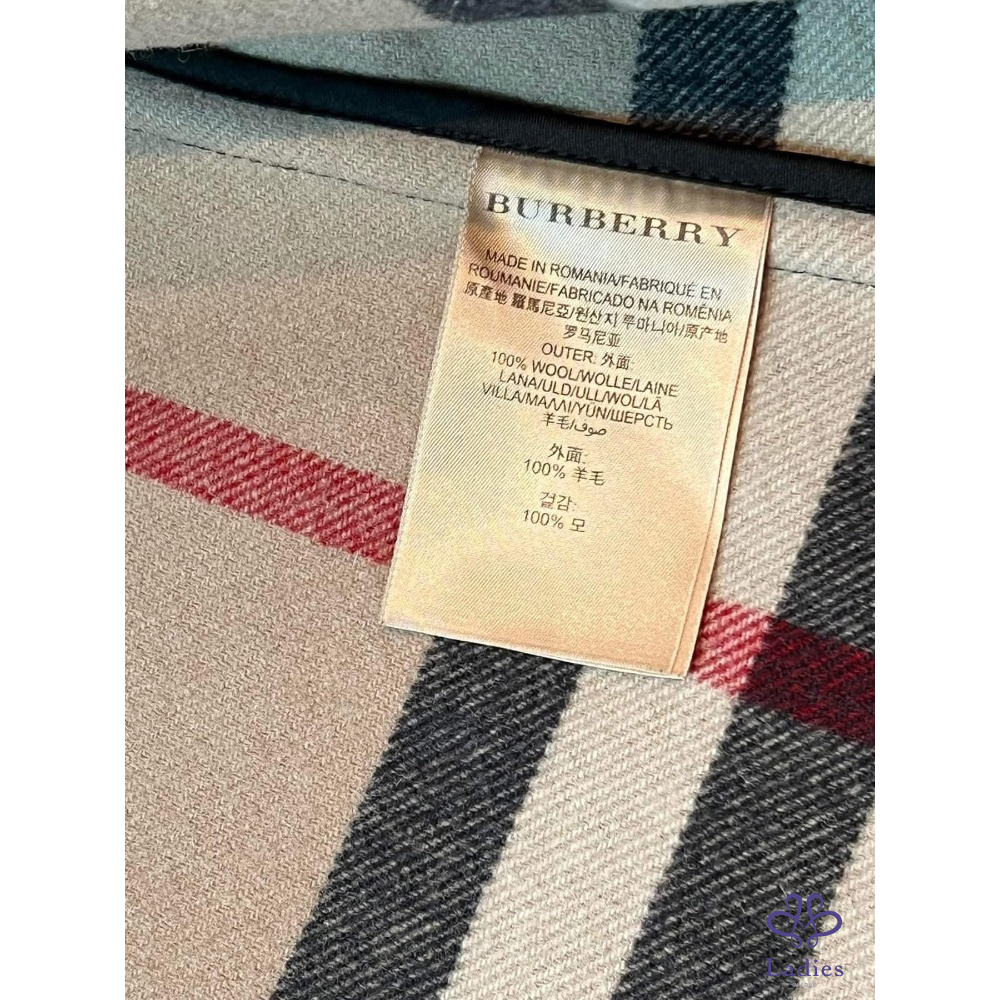 BURBERRY
MADE IN ROMANIA/FABRIQUÉ EN
ROUMANIE/FABRICADO NA ROMÉNIA
原產地 羅馬尼亞/원산지 루마니아/原产地
罗马尼亚
OUTER: 外面:
100% WOOL/WOLLE/LAINE
LANA/ULD/ULL/WOL/LÃ
VILLA/ΜΑΛΛΙ/YÜN/ШЕРСТЬ
羊毛/صوف
外面:
100% 羊毛
겉감:
100% 모
Ladies